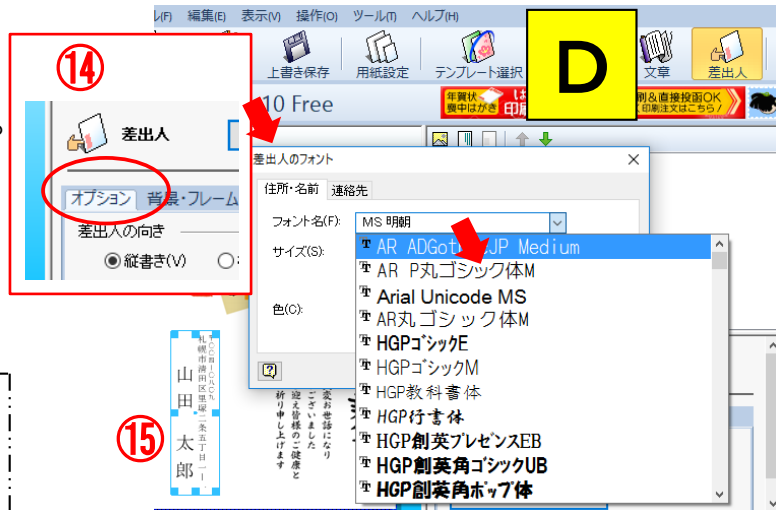 ル(F) 編集(E) 表示(V) 操作(O) ツール(T) ヘルプ(H)
上書き保存 用紙設定 テンプレート選択 文章 差出人
D
⑭
10 Free
年賀状
喪中はがき
差出人
オプション 背景・フレーム
差出人の向き
縦書き(V)
差出人のフォント
住所・名前 連絡先
フォント名(F): MS 明朝
サイズ(S):
色(C):
AR ADGot JP Medium
AR P丸ゴシック体M
Arial Unicode MS
AR丸ゴシック体M
HGPゴシックE
HGPゴシックM
HGP教科書体
HGP行書体
HGP創英プレゼンスEB
HGP創英角ゴシックUB
HGP創英角ポップ体
⑮
札幌市清田区里塚二条五丁目一ー一
山田 太郎
変お世話になり
ございました
迎え皆様のご健康と
祈り申し上げます